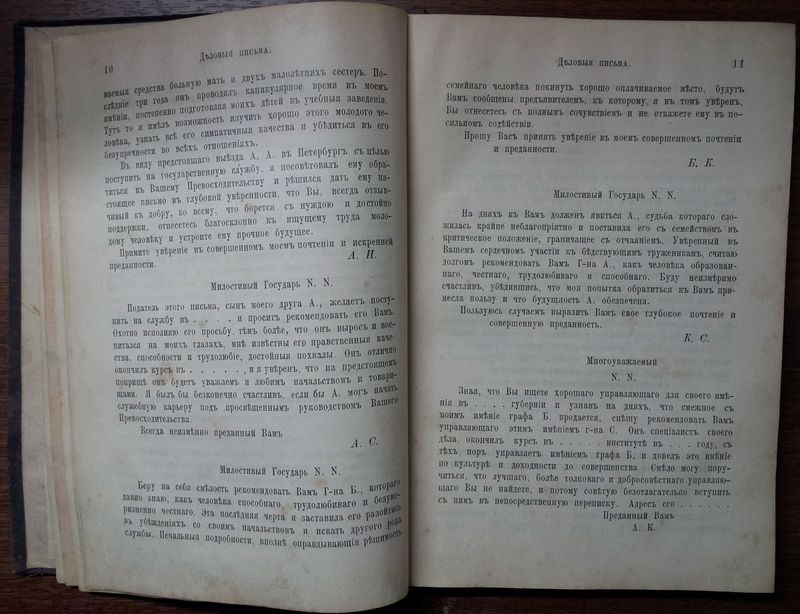 10
Дѣловыя письма.
ваемыя средства больную мать и двухъ малолѣтнихъ сестеръ. По-
слѣдніе три года онъ проводилъ каникулярное время въ моемъ
имѣніи, постепенно подготовляя моихъ дѣтей въ учебныя заведенія.
Тутъ то я имѣлъ возможность изучить хорошо этого молодого че-
ловѣка, узнать всѣ его симпатичныя качества и убѣдиться въ его
безупречности во всѣхъ отношеніяхъ.
Въ виду предстоящаго выѣзда А. А. въ Петербургъ съ цѣлью
поступить на государственную службу, я посовѣтовалъ ему обра-
титься къ Вашему Превосходительству и рѣшился дать ему на-
стоящее письмо въ глубокой увѣренности, что Вы, всегда отзыв-
чивый къ добру, ко всему, что борется съ нуждою и достойно
поддержки, отнесетесь благосклонно къ ищущему труда моло-
дому человѣку и устроите ему прочное будущее.
Примите увѣреніе въ совершенномъ моемъ почтеніи и искренней
преданности.
А. Н.
Милостивый Государь N. N.
Податель этого письма, сынъ моего друга А., желаетъ посту-
пить на службу въ . . . . . и проситъ рекомендовать его Вамъ.
Охотно исполняю его просьбу, тѣмъ болѣе, что онъ выросъ и вос-
питался на моихъ глазахъ, мнѣ извѣстны его нравственныя каче-
ства, способности и трудолюбіе, достойныя похвалы. Онъ отлично
окончилъ курсъ въ . . . . . . , и я увѣренъ, что на предстоящемъ
поприщѣ онъ будетъ уважаемъ и любимъ начальствомъ и товари-
щами. Я былъ бы безконечно счастливъ, если бы А. могъ начать
служебную карьеру подъ просвѣщеннымъ руководствомъ Вашего
Превосходительства.
Всегда неизмѣнно преданный Вамъ
А. С.
Милостивый Государь N. N.
Беру на себя смѣлость рекомендовать Вамъ Г-на Б., котораго
давно знаю, какъ человѣка способнаго, трудолюбиваго и безуко-
ризненно честнаго. Эта послѣдняя черта и заставила его разойтись
въ убѣжденіяхъ со своимъ начальствомъ и искать другого рода
службы. Печальныя подробности, вполнѣ оправдывающія рѣшимость
Дѣловыя письма.
11
семейнаго человѣка покинуть хорошо оплачиваемое мѣсто, будутъ
Вамъ сообщены предъявителемъ, къ которому, я въ томъ увѣренъ,
Вы отнесетесь съ полнымъ сочувствіемъ и не откажете ему въ по-
сильномъ содѣйствіи.
Прошу Васъ принять увѣреніе въ моемъ совершенномъ почтеніи
и преданности.
Б. К.
Милостивый Государь N. N.
На дняхъ къ Вамъ долженъ явиться А., судьба котораго сло-
жилась крайне неблагопріятно и поставила его съ семействомъ въ
критическое положеніе, граничащее съ отчаяніемъ. Увѣренный въ
Вашемъ сердечномъ участіи къ бѣдствующимъ труженикамъ, считаю
долгомъ рекомендовать Вамъ Г-на А., какъ человѣка образован-
наго, честнаго, трудолюбиваго и способнаго. Буду неизмѣримо
счастливъ, убѣдившись, что моя попытка обратиться къ Вамъ при-
несла пользу и что будущность А. обезпечена.
Пользуюсь случаемъ выразить Вамъ свое глубокое почтеніе и
совершенную преданность.
К. С.
Многоуважаемый
N. N.
Зная, что Вы ищете хорошаго управляющаго для своего имѣ-
нія въ . . . . губерніи и узнавъ на дняхъ, что смежное съ
моимъ имѣніе графа Б. продается, спѣшу рекомендовать Вамъ
управляющаго этимъ имѣніемъ г-на С. Онъ спеціалистъ своего
дѣла, окончилъ курсъ въ . . . . . институтѣ въ . . . году, съ
тѣхъ поръ управляетъ имѣніемъ графа Б. и довелъ это имѣніе
по культурѣ и доходности до совершенства. Смѣло могу пору-
читься, что лучшаго, болѣе толковаго и добросовѣстнаго управляю-
щаго Вы не найдете, и потому совѣтую безотлагательно вступить
съ нимъ въ непосредственную переписку. Адресъ его . . . . . .
Преданный Вамъ
А. К.